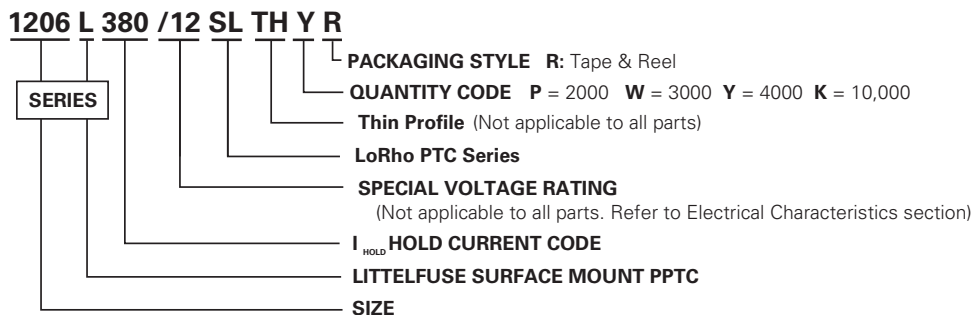 1206 L 380 /12 SL TH Y R
PACKAGING STYLE R: Tape & Reel
QUANTITY CODE P = 2000 W = 3000 Y = 4000 K = 10,000
SERIES
Thin Profile (Not applicable to all parts)
LoRho PTC Series
SPECIAL VOLTAGE RATING
(Not applicable to all parts. Refer to Electrical Characteristics section)
I HOLD HOLD CURRENT CODE
LITTELFUSE SURFACE MOUNT PPTC
SIZE